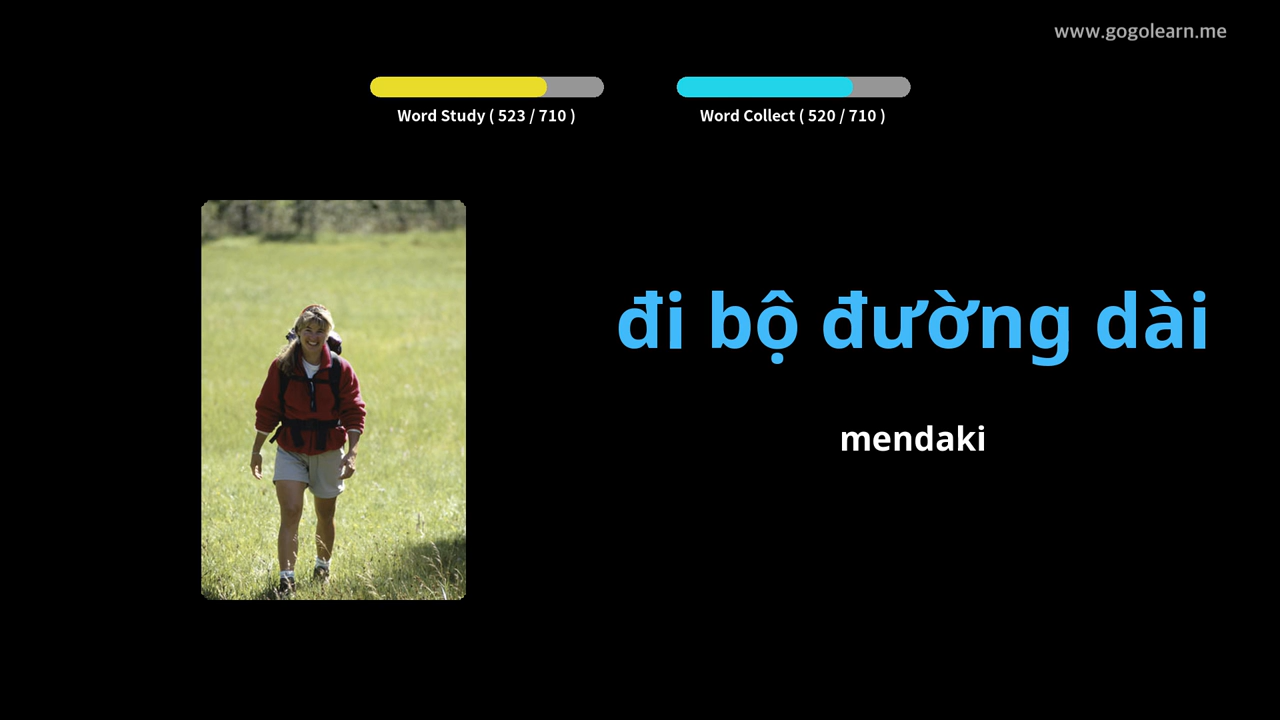 www.gogolearn.me
Word Study ( 523 / 710 )
Word Collect ( 520 / 710 )
đi bộ đường dài
mendaki